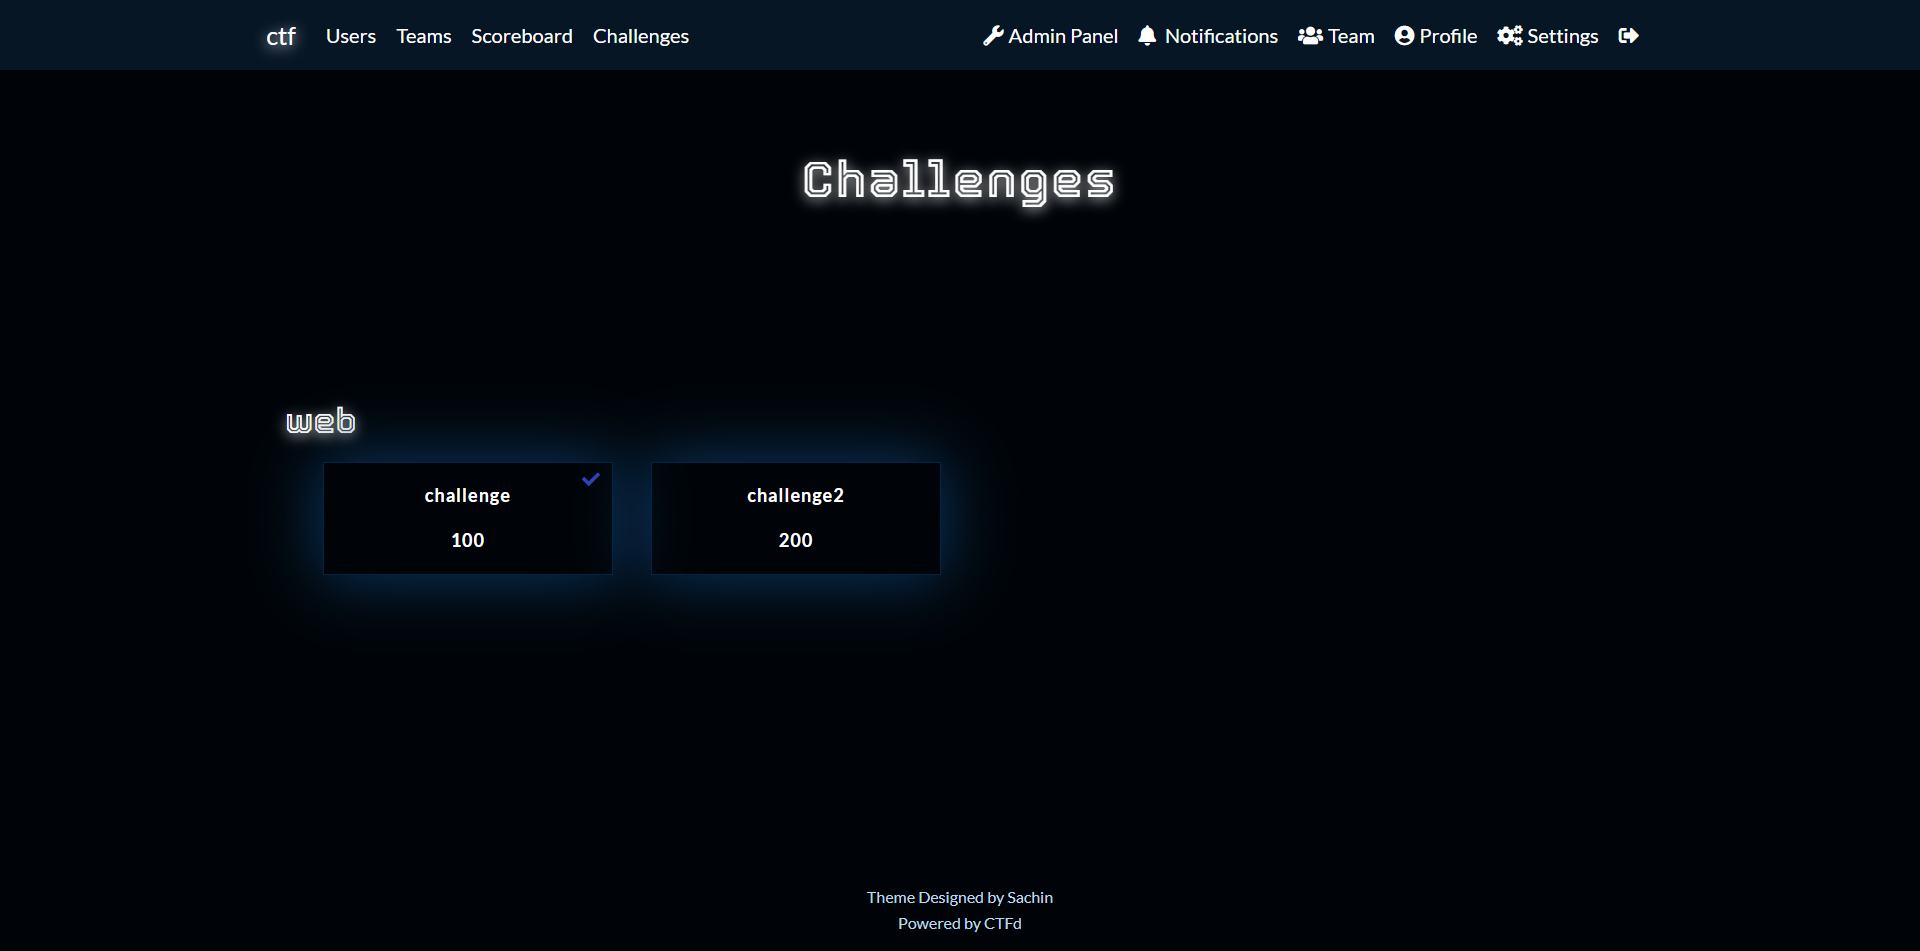 ctf Users Teams Scoreboard Challenges Admin Panel Notifications Team Profile Settings
Challenges
web
challenge
100
challenge2
200
Theme Designed by Sachin
Powered by CTFd